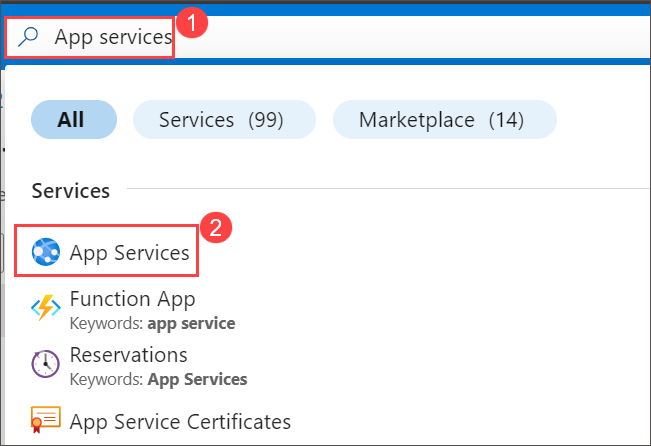 1
App services
All
Services (99)
Marketplace (14)
Services
2
App Services
Function App
Keywords: app service
Reservations
Keywords: App Services
App Service Certificates